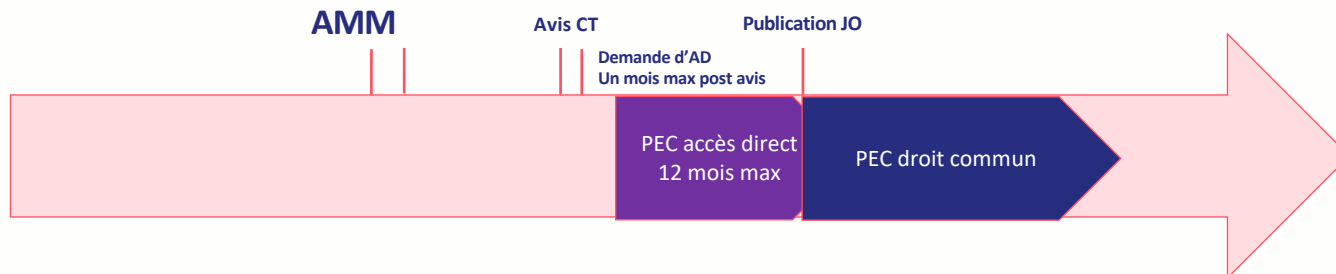 AMM
Avis CT
Publication JO
Demande d'AD
Un mois max post avis
PEC accès direct
12 mois max
PEC droit commun